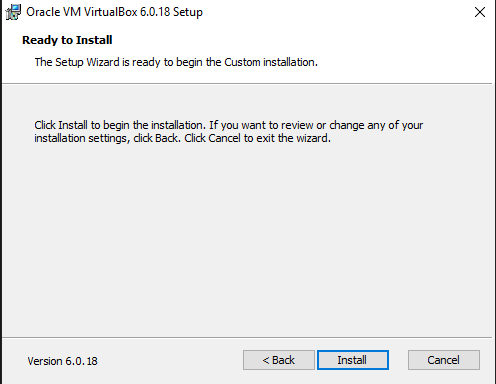 Oracle VM VirtualBox 6.0.18 Setup
Ready to Install
The Setup Wizard is ready to begin the Custom installation.
Click Install to begin the installation. If you want to review or change any of your
installation settings, click Back. Click Cancel to exit the wizard.
Version 6.0.18
< Back
Install
Cancel